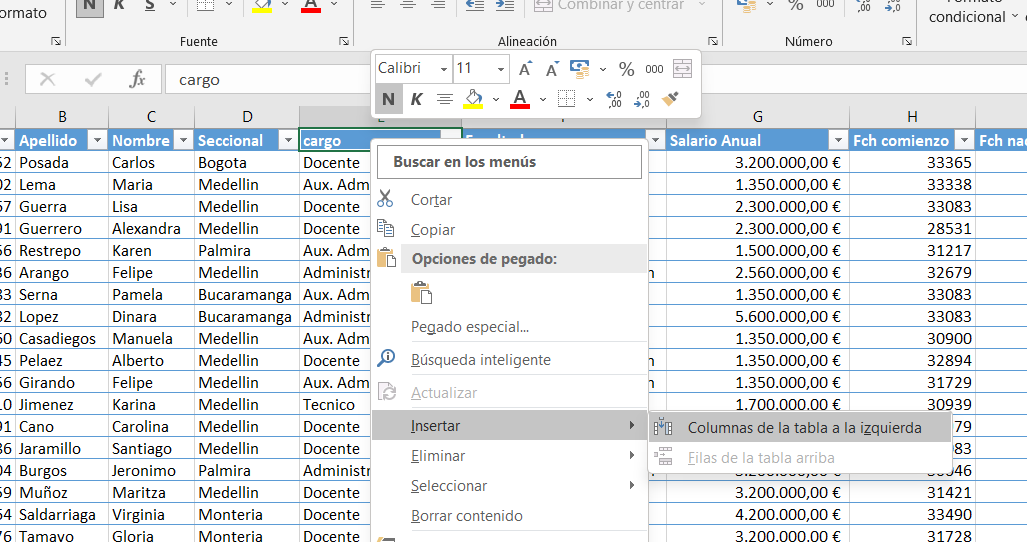 ormato
N K S
Combinar y centrar
% 000
condicional
Fuente
Alineación
Número
Calibri 11 A A % 000
N K A
fx cargo
B C D G H
Apellido Nombre Seccional cargo Salario Anual Fch comienzo Fch nac
52 Posada Carlos Bogota Docente 3.200.000,00 € 33365
02 Lema Maria Medellin Aux. Adm 1.350.000,00 € 33338
57 Guerra Lisa Medellin Docente 2.300.000,00 € 33083
91 Guerrero Alexandra Medellin Docente 2.300.000,00 € 28531
56 Restrepo Karen Palmira Aux. Adm 1.500.000,00 € 31217
36 Arango Felipe Medellin Administr 2.560.000,00 € 32679
33 Serna Pamela Bucaramanga Aux. Adm 1.350.000,00 € 33083
32 Lopez Dinara Bucaramanga Administr 5.600.000,00 € 33083
50 Casadiegos Manuela Medellin Aux. Adm 1.350.000,00 € 30900
45 Pelaez Alberto Medellin Docente 1.350.000,00 € 32894
56 Girando Felipe Medellin Aux. Adm 1.350.000,00 € 31729
10 Jimenez Karina Medellin Tecnico 1.700.000,00 € 30939
91 Cano Carolina Medellin Docente 79
36 Jaramillo Santiago Medellin Docente 983
04 Burgos Jeronimo Palmira Administr
59 Muñoz Maritza Medellin Docente 3.200.000,00 € 31421
54 Saldarriaga Virginia Monteria Docente 4.200.000,00 € 33490
76 Tamayo Gloria Monteria Docente 3.200.000,00 € 31728
Buscar en los menús
Cortar
Copiar
Opciones de pegado:
Pegado especial...
Búsqueda inteligente
Actualizar
Insertar
Eliminar
Seleccionar
Borrar contenido
Columnas de la tabla a la izquierda
Filas de la tabla arriba